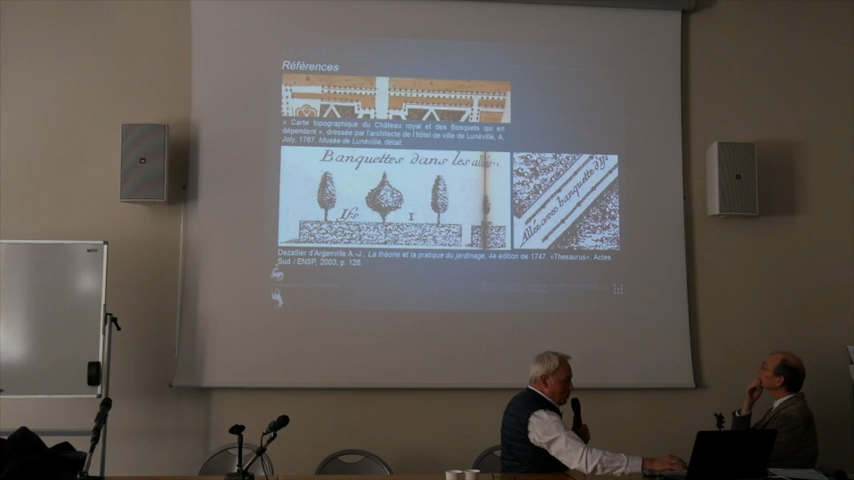 Références
« Carte topographique du Château royal et des Bosquets qui en
dépendent », dressée par l'architecte de l'hôtel de ville de Lunéville, A.
Joly, 1767, Musée de Lunéville, détail.
Banquettes dans les
Ifs 1
Allée avec banquette
Dezallier d'Argenville A.-J., La théorie et la pratique du jardinage, 4è édition de 1747, «Thesaurus», Actes
Sud / ENSP, 2003, p. 126.